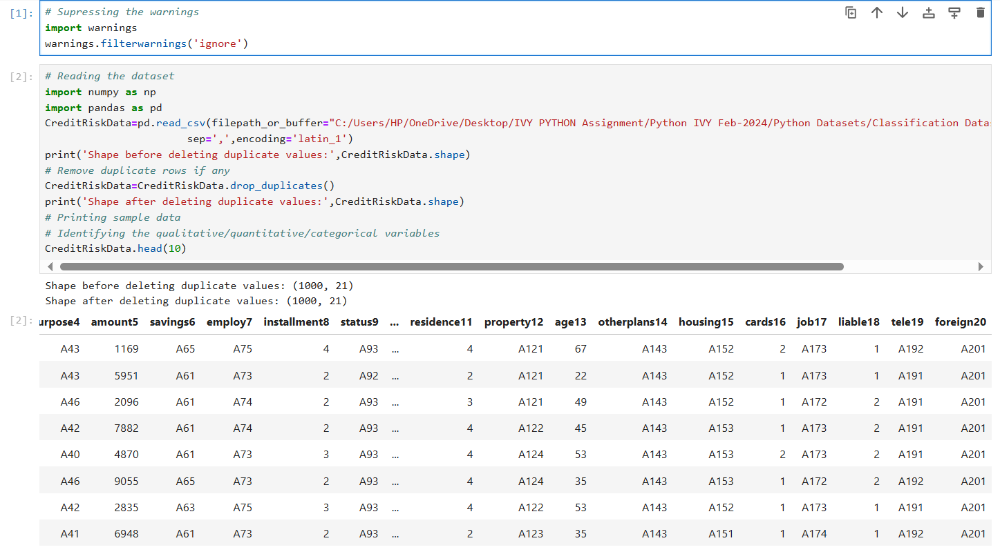 [1]: # Supressing the warnings
import warnings
warnings.filterwarnings('ignore')
[2]: # Reading the dataset
import numpy as np
import pandas as pd
CreditRiskData=pd.read_csv(filepath_or_buffer="C:/Users/HP/OneDrive/Desktop/IVY PYTHON Assignment/Python IVY Feb-2024/Python Datasets/Classification Datas
sep=',',encoding='latin_1')
print('Shape before deleting duplicate values:',CreditRiskData.shape)
# Remove duplicate rows if any
CreditRiskData=CreditRiskData.drop_duplicates()
print('Shape after deleting duplicate values:',CreditRiskData.shape)
# Printing sample data
# Identifying the qualitative/quantitative/categorical variables
CreditRiskData.head(10)
Shape before deleting duplicate values: (1000, 21)
Shape after deleting duplicate values: (1000, 21)
[2]: urpose4 amount5 savings6 employ7 installment8 status9 ... residence11 property12 age13 otherplans14 housing15 cards16 job17 liable18 tele19 foreign20
A43 1169 A65 A75 4 A93 ... 4 A121 67 A143 A152 2 A173 1 A192 A201
A43 5951 A61 A73 2 A92 ... 2 A121 22 A143 A152 1 A173 1 A191 A201
A46 2096 A61 A74 2 A93 ... 3 A121 49 A143 A152 1 A172 2 A191 A201
A42 7882 A61 A74 2 A93 ... 4 A122 45 A143 A153 1 A173 2 A191 A201
A40 4870 A61 A73 3 A93 ... 4 A124 53 A143 A153 2 A173 2 A191 A201
A46 9055 A65 A73 2 A93 ... 4 A124 35 A143 A153 1 A172 2 A192 A201
A42 2835 A63 A75 3 A93 ... 4 A122 53 A143 A152 1 A173 1 A191 A201
A41 6948 A61 A73 2 A93 ... 2 A123 35 A143 A151 1 A174 1 A192 A201